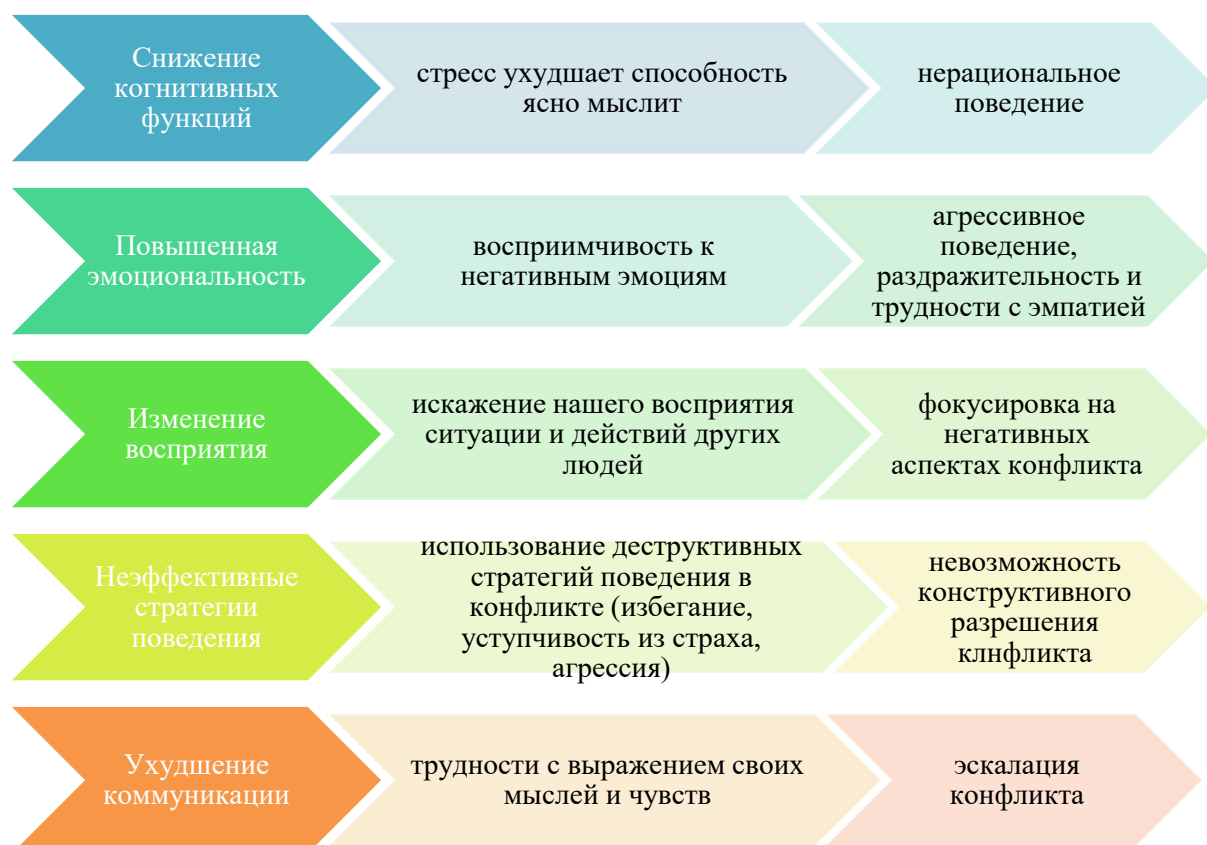 Снижение
когнитивных
функций
стресс ухудшает способность
ясно мыслит
нерациональное
поведение
Повышенная
эмоциональность
восприимчивость к
негативным эмоциям
агрессивное
поведение,
раздражительность и
трудности с эмпатией
Изменение
восприятия
искажение нашего восприятия
ситуации и действий других
людей
фокусировка на
негативных
аспектах конфликта
Неэффективные
стратегии
поведения
использование деструктивных
стратегий поведения в
конфликте (избегание,
уступчивость из страха,
агрессия)
невозможность
конструктивного
разрешения
клнфликта
Ухудшение
коммуникации
трудности с выражением своих
мыслей и чувств
эскалация
конфликта